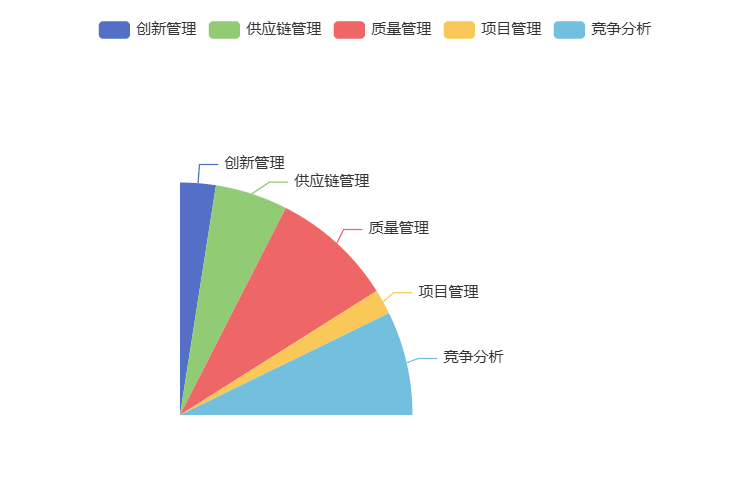 创新管理 供应链管理 质量管理 项目管理 竞争分析
创新管理
供应链管理
质量管理
项目管理
竞争分析